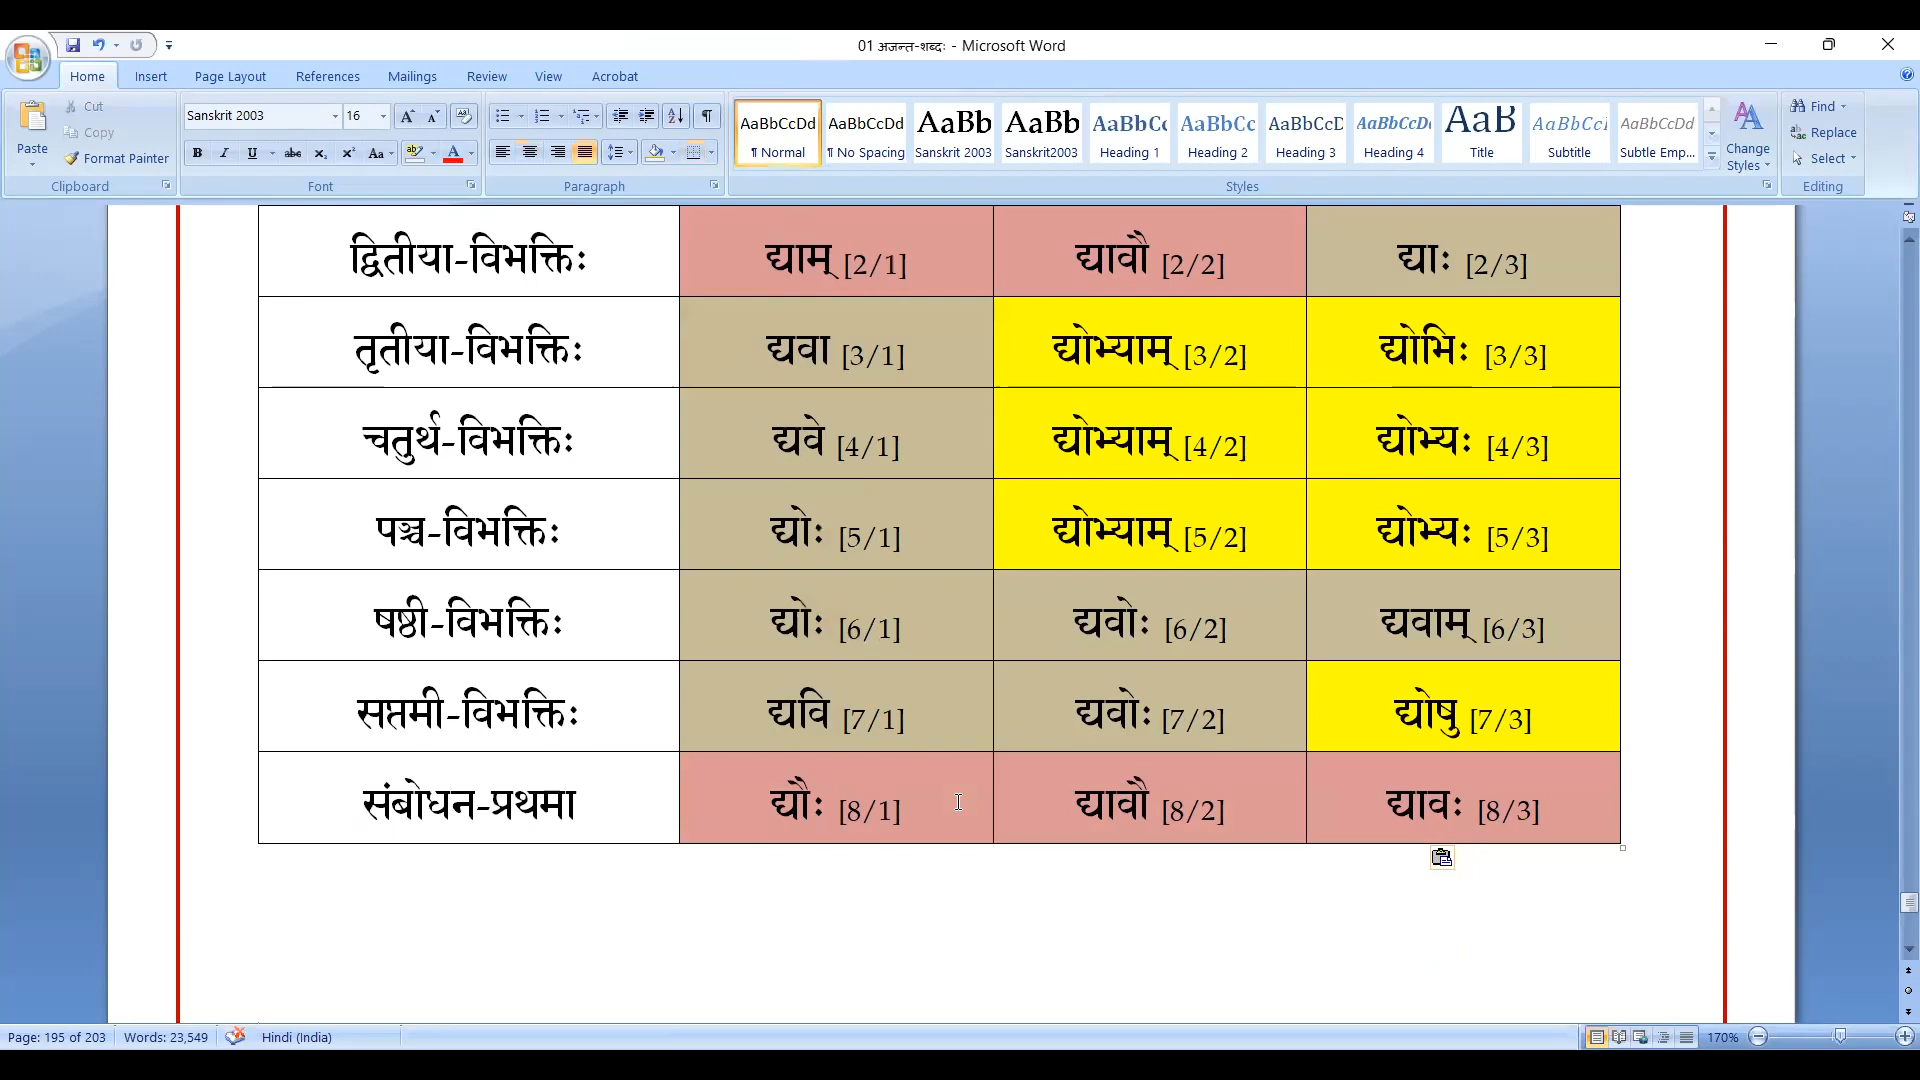 01 अजन्त-शब्दः - Microsoft Word
Home Insert Page Layout References Mailings Review View Acrobat
Paste Cut Copy Format Painter Clipboard
Sanskrit 2003 16
B I U abc x₂ x² Aa A
Font
Paragraph
AaBbCcDd AaBbCcDd AaBb AaBb AaBbCc AaBbCc AaBbCcD AaBbCcDd AaB AaBbCcI AaBbCcDd
¶ Normal ¶ No Spacing Sanskrit 2003 Sanskrit2003 Heading 1 Heading 2 Heading 3 Heading 4 Title Subtitle Subtle Emp...
Styles
Change Styles
Find Replace Select
Editing
द्वितीया-विभक्तिः द्याम् [2/1] द्यावौ [2/2] द्याः [2/3]
तृतीया-विभक्तिः द्यवा [3/1] द्योभ्याम् [3/2] द्योभिः [3/3]
चतुर्थ-विभक्तिः द्यवे [4/1] द्योभ्याम् [4/2] द्योभ्यः [4/3]
पञ्च-विभक्तिः द्योः [5/1] द्योभ्याम् [5/2] द्योभ्यः [5/3]
षष्ठी-विभक्तिः द्योः [6/1] द्यवोः [6/2] द्यवाम् [6/3]
सप्तमी-विभक्तिः द्यवि [7/1] द्यवोः [7/2] द्योषु [7/3]
संबोधन-प्रथमा द्यौः [8/1] द्यावौ [8/2] द्यावः [8/3]
Page: 195 of 203 Words: 23,549 Hindi (India) 170%